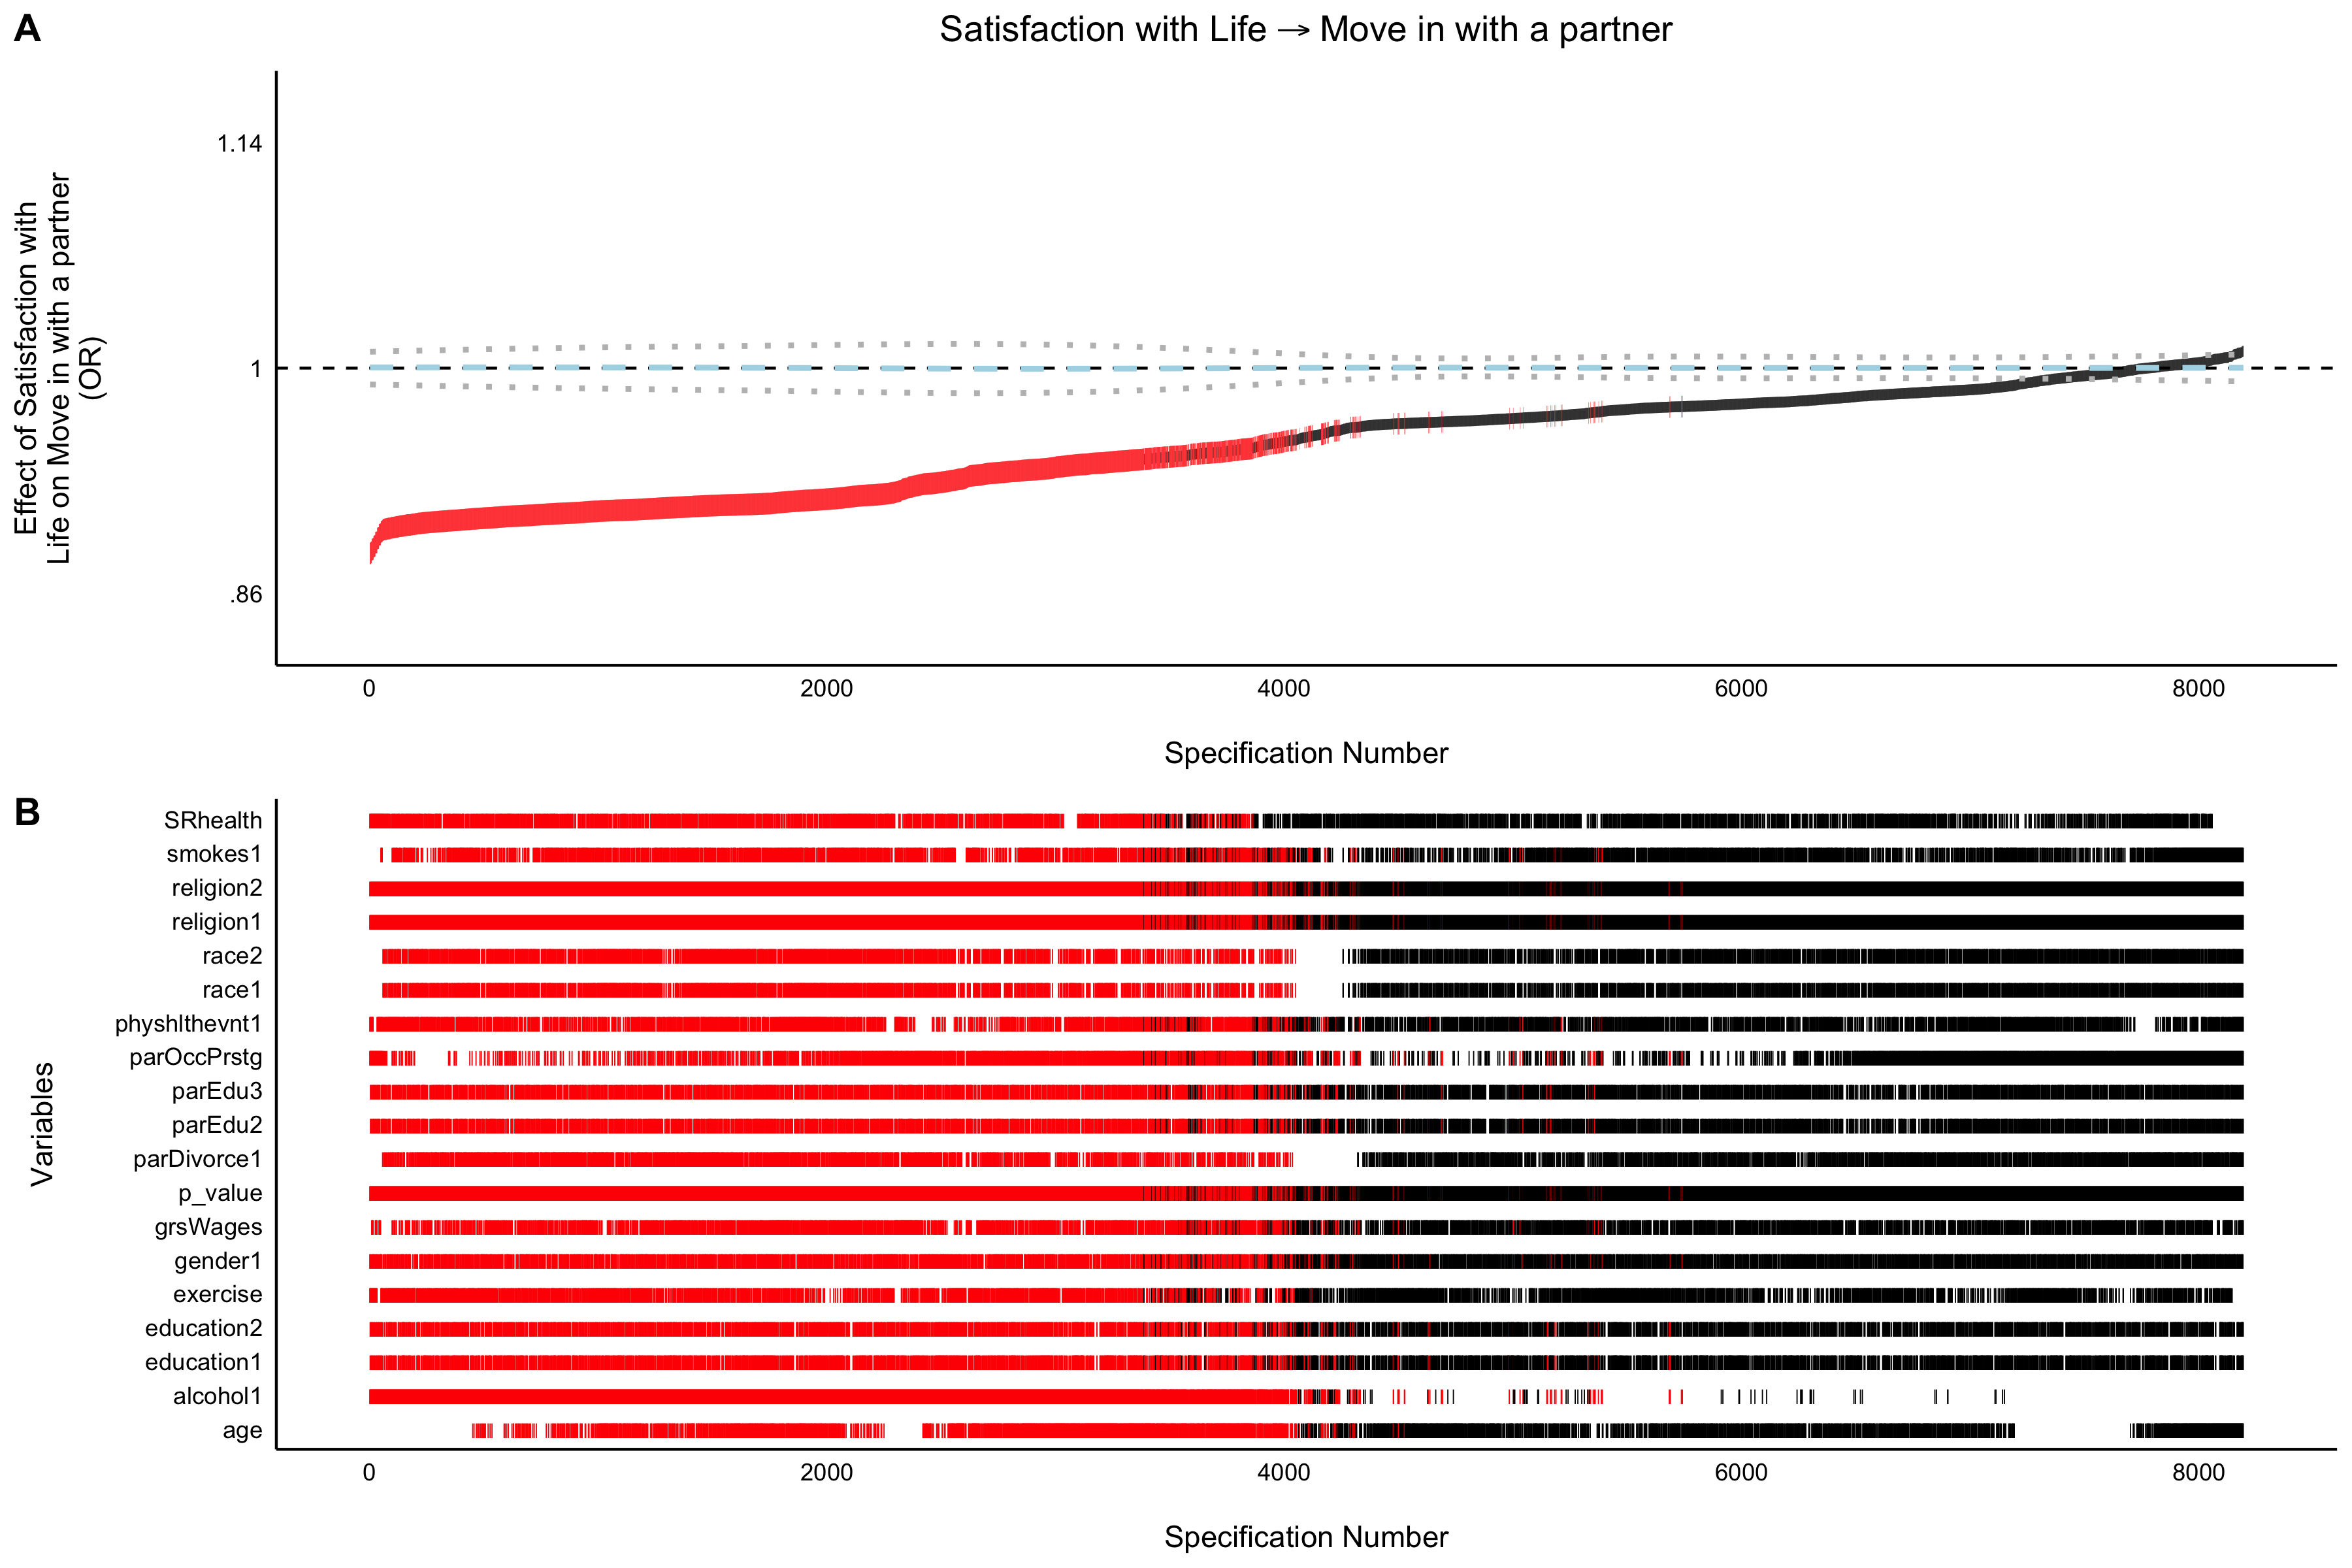 A
Satisfaction with Life → Move in with a partner
Effect of Satisfaction with
Life on Move in with a partner
(OR)
1.14
1
.86
0 2000 4000 6000 8000
Specification Number
B
Variables
SRhealth
smokes1
religion2
religion1
race2
race1
physhlthevnt1
parOccPrstg
parEdu3
parEdu2
parDivorce1
p_value
grsWages
gender1
exercise
education2
education1
alcohol1
age
0 2000 4000 6000 8000
Specification Number